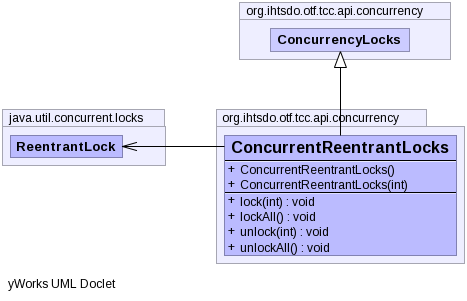 org.ihtsdo.otf.tcc.api.concurrency
ConcurrencyLocks
java.util.concurrent.locks
ReentrantLock
org.ihtsdo.otf.tcc.api.concurrency
ConcurrentReentrantLocks
+ ConcurrentReentrantLocks()
+ ConcurrentReentrantLocks(int)
+ lock(int) : void
+ lockAll() : void
+ unlock(int) : void
+ unlockAll() : void
yWorks UML Doclet